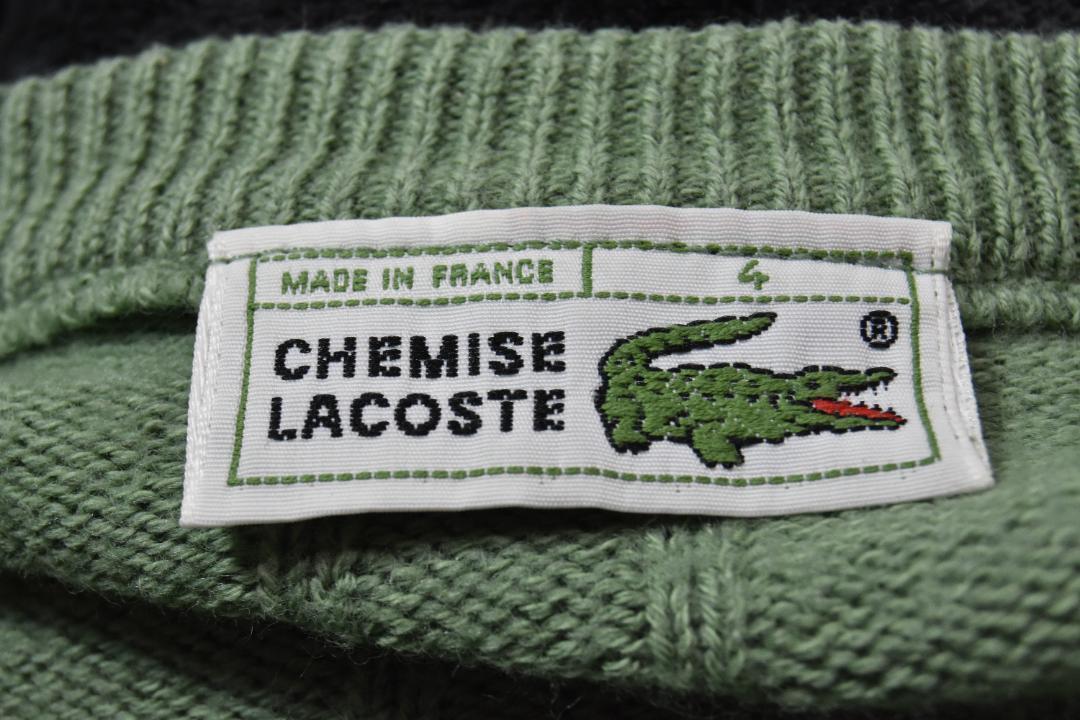 MADE IN FRANCE 4
CHEMISE
LACOSTE
®